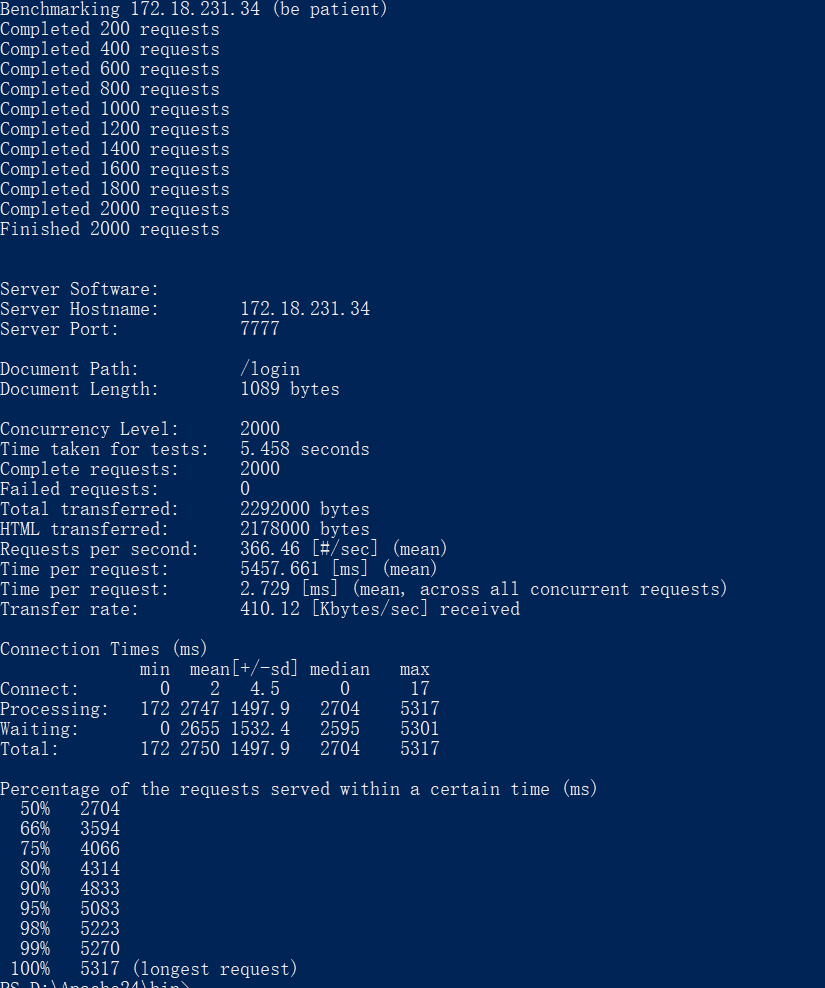 Benchmarking 172.18.231.34 (be patient)
Completed 200 requests
Completed 400 requests
Completed 600 requests
Completed 800 requests
Completed 1000 requests
Completed 1200 requests
Completed 1400 requests
Completed 1600 requests
Completed 1800 requests
Completed 2000 requests
Finished 2000 requests
Server Software:
Server Hostname: 172.18.231.34
Server Port: 7777
Document Path: /login
Document Length: 1089 bytes
Concurrency Level: 2000
Time taken for tests: 5.458 seconds
Complete requests: 2000
Failed requests: 0
Total transferred: 2292000 bytes
HTML transferred: 2178000 bytes
Requests per second: 366.46 [#/sec] (mean)
Time per request: 5457.661 [ms] (mean)
Time per request: 2.729 [ms] (mean, across all concurrent requests)
Transfer rate: 410.12 [Kbytes/sec] received
Connection Times (ms)
min mean[+/-sd] median max
Connect: 0 2 4.5 0 17
Processing: 172 2747 1497.9 2704 5317
Waiting: 0 2655 1532.4 2595 5301
Total: 172 2750 1497.9 2704 5317
Percentage of the requests served within a certain time (ms)
50% 2704
66% 3594
75% 4066
80% 4314
90% 4833
95% 5083
98% 5223
99% 5270
100% 5317 (longest request)
PS D:\Apache24\bin>